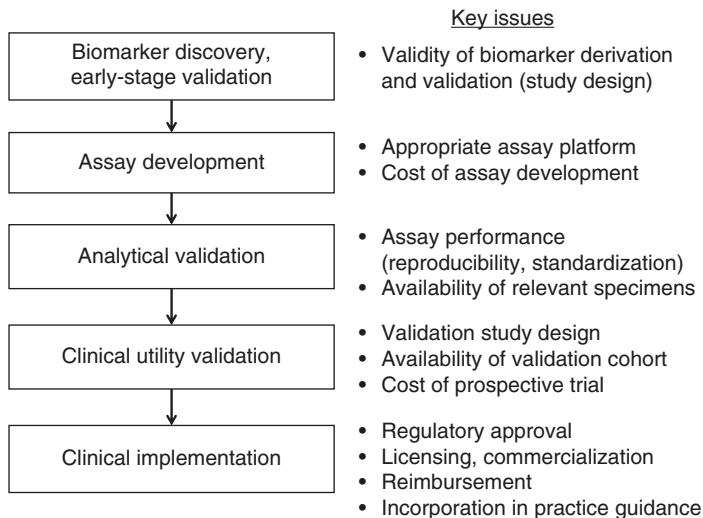 Key issues
Biomarker discovery,
early-stage validation
• Validity of biomarker derivation
and validation (study design)
Assay development
• Appropriate assay platform
• Cost of assay development
Analytical validation
• Assay performance
(reproducibility, standardization)
• Availability of relevant specimens
Clinical utility validation
• Validation study design
• Availability of validation cohort
• Cost of prospective trial
Clinical implementation
• Regulatory approval
• Licensing, commercialization
• Reimbursement
• Incorporation in practice guidance